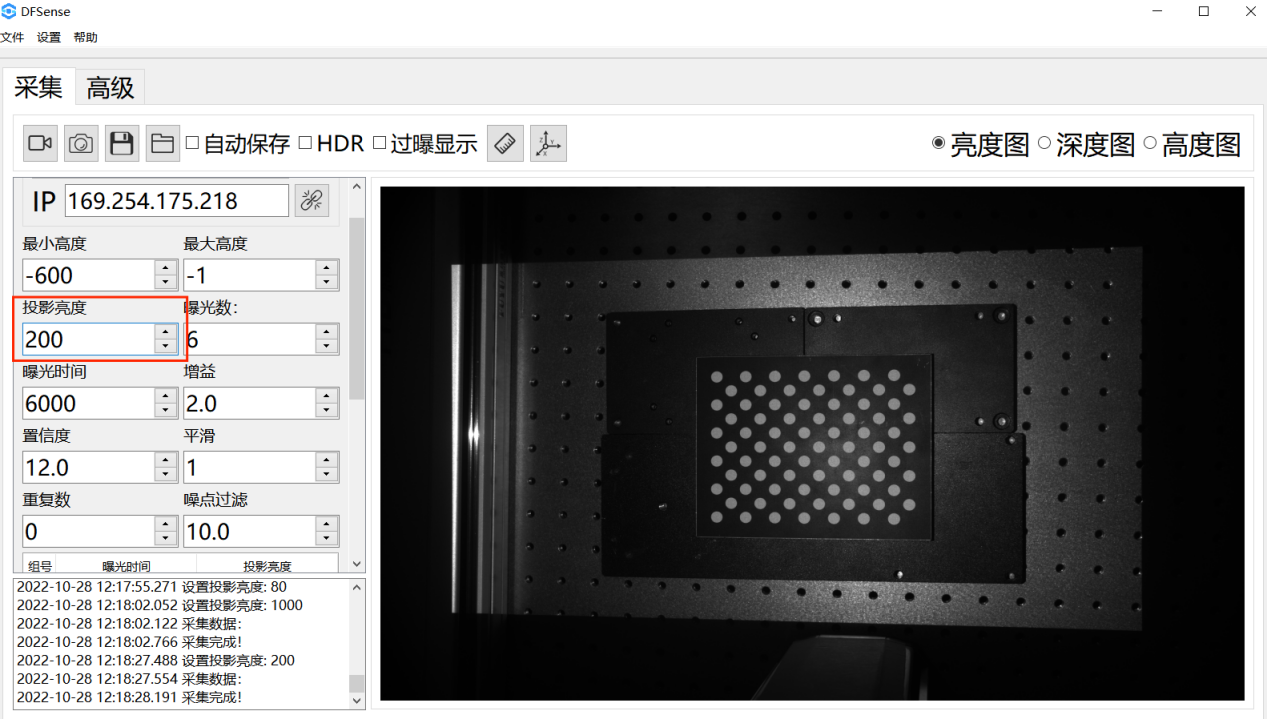 DFSense
文件 设置 帮助
采集 高级
自动保存 HDR 过曝显示 亮度图 深度图 高度图
IP 169.254.175.218
最小高度 最大高度
-600 -1
投影亮度 曝光数:
200 6
曝光时间 增益
6000 2.0
置信度 平滑
12.0 1
重复数 噪点过滤
0 10.0
组号 曝光时间 投影亮度
2022-10-28 12:17:55.271 设置投影亮度: 80
2022-10-28 12:18:02.052 设置投影亮度: 1000
2022-10-28 12:18:02.122 采集数据:
2022-10-28 12:18:02.766 采集完成!
2022-10-28 12:18:27.488 设置投影亮度: 200
2022-10-28 12:18:27.554 采集数据:
2022-10-28 12:18:28.191 采集完成!